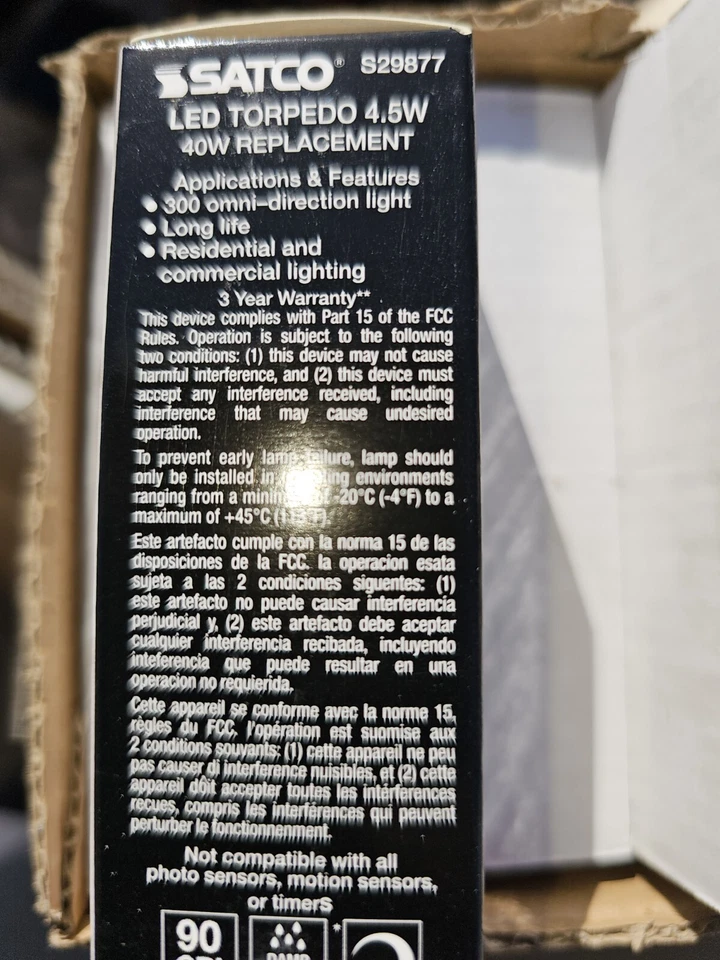 SATCO® S29877
LED TORPEDO 4.5W
40W REPLACEMENT
Applications & Features
• 300 omni-direction light
• Long life
• Residential and
commercial lighting
3 Year Warranty**
This device complies with Part 15 of the FCC
Rules. Operation is subject to the following
two conditions: (1) this device may not cause
harmful interference, and (2) this device must
accept any interference received, including
interference that may cause undesired
operation.
To prevent early lamp failure, lamp should
only be installed in environments
ranging from a minimum of -20°C (-4°F) to a
maximum of +45°C (113°F).
Este artefacto cumple con la norma 15 de las
disposiciones de la FCC. la operacion esata
sujeta a las 2 condiciones siguentes: (1)
este artefacto no puede causar interferencia
perjudicial y, (2) este artefacto debe aceptar
cualquier interferencia recibada, incluyendo
inteferencia que puede resultar en una
operacion no requierida.
Cette appareil se conforme avec la norme 15,
règles du FCC, l'opération est suomise aux
2 conditions souvants: (1) cette appareil ne peu
pas causer di interference nuisibles, et (2) cette
appareil dôit accepter toutes les intérférences
recues, compris les interférences qui peuvent
perturber le fonctionnenment.
Not compatible with all
photo sensors, motion sensors,
or timers
90
CRI
DAMP
*